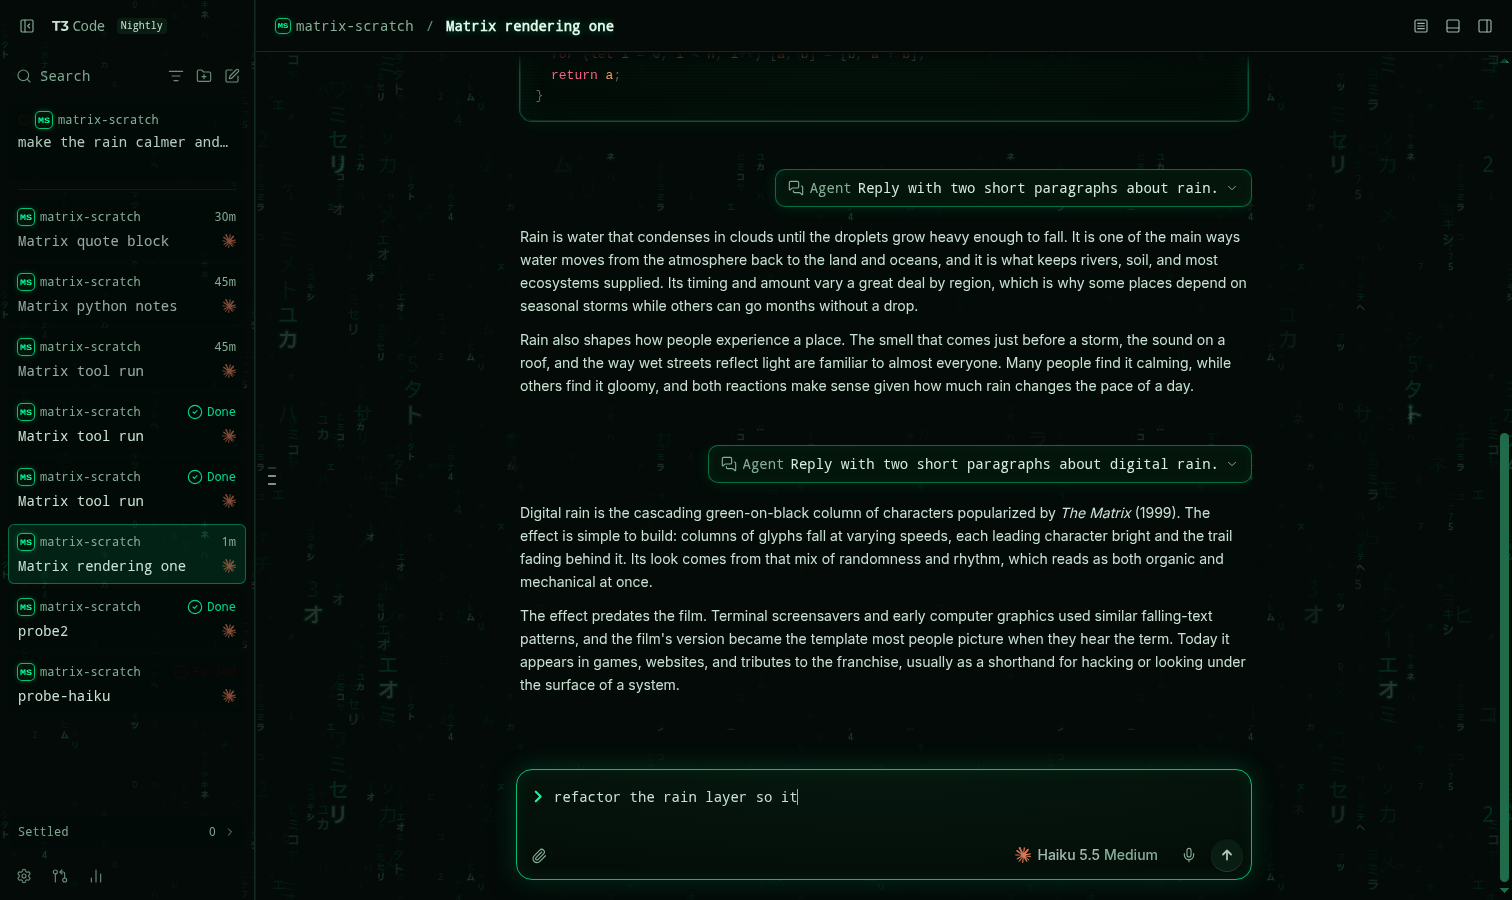 T3 Code Nightly
Search
MS matrix-scratch
make the rain calmer and…
MS matrix-scratch 30m
Matrix quote block
MS matrix-scratch 45m
Matrix python notes
MS matrix-scratch 45m
Matrix tool run
MS matrix-scratch Done
Matrix tool run
MS matrix-scratch Done
Matrix tool run
MS matrix-scratch 1m
Matrix rendering one
MS matrix-scratch Done
probe2
MS matrix-scratch
probe-haiku
Settled 0
MS matrix-scratch / Matrix rendering one
return a;
}
Agent Reply with two short paragraphs about rain.
Rain is water that condenses in clouds until the droplets grow heavy enough to fall. It is one of the main ways
water moves from the atmosphere back to the land and oceans, and it is what keeps rivers, soil, and most
ecosystems supplied. Its timing and amount vary a great deal by region, which is why some places depend on
seasonal storms while others can go months without a drop.
Rain also shapes how people experience a place. The smell that comes just before a storm, the sound on a
roof, and the way wet streets reflect light are familiar to almost everyone. Many people find it calming, while
others find it gloomy, and both reactions make sense given how much rain changes the pace of a day.
Agent Reply with two short paragraphs about digital rain.
Digital rain is the cascading green-on-black column of characters popularized by The Matrix (1999). The
effect is simple to build: columns of glyphs fall at varying speeds, each leading character bright and the trail
fading behind it. Its look comes from that mix of randomness and rhythm, which reads as both organic and
mechanical at once.
The effect predates the film. Terminal screensavers and early computer graphics used similar falling-text
patterns, and the film's version became the template most people picture when they hear the term. Today it
appears in games, websites, and tributes to the franchise, usually as a shorthand for hacking or looking under
the surface of a system.
refactor the rain layer so it
Haiku 5.5 Medium